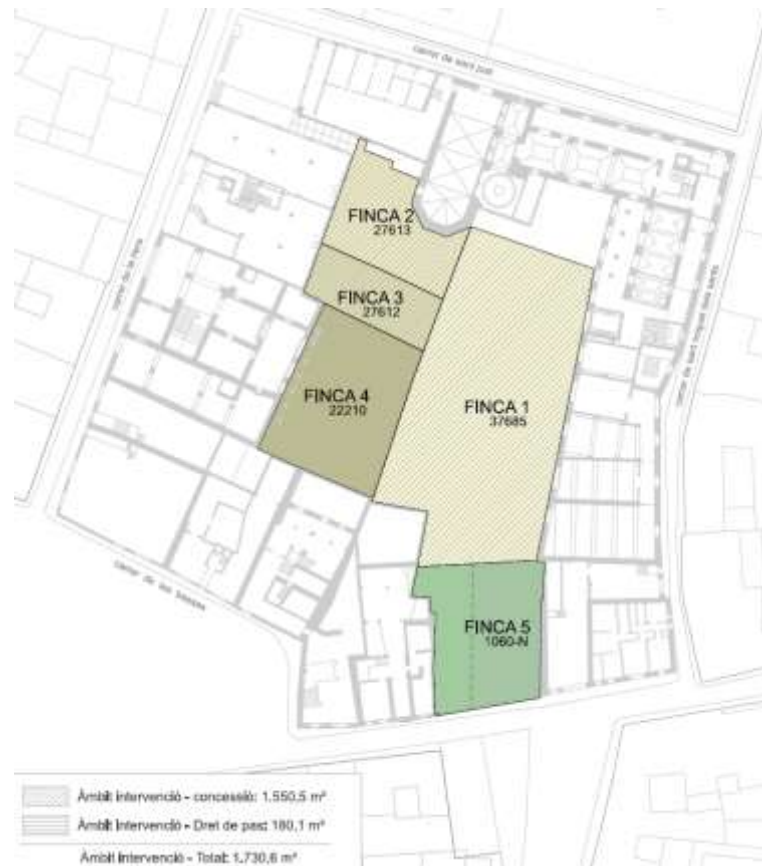 FINCA 2
27613
FINCA 3
27612
FINCA 4
22210
FINCA 1
37685
FINCA 5
1060-N
Àmbit intervenció - concessió: 1.550,5 m²
Àmbit Intervenció - Dret de pas: 180,1 m²
Àmbit Intervenció - Total: 1.730,6 m²